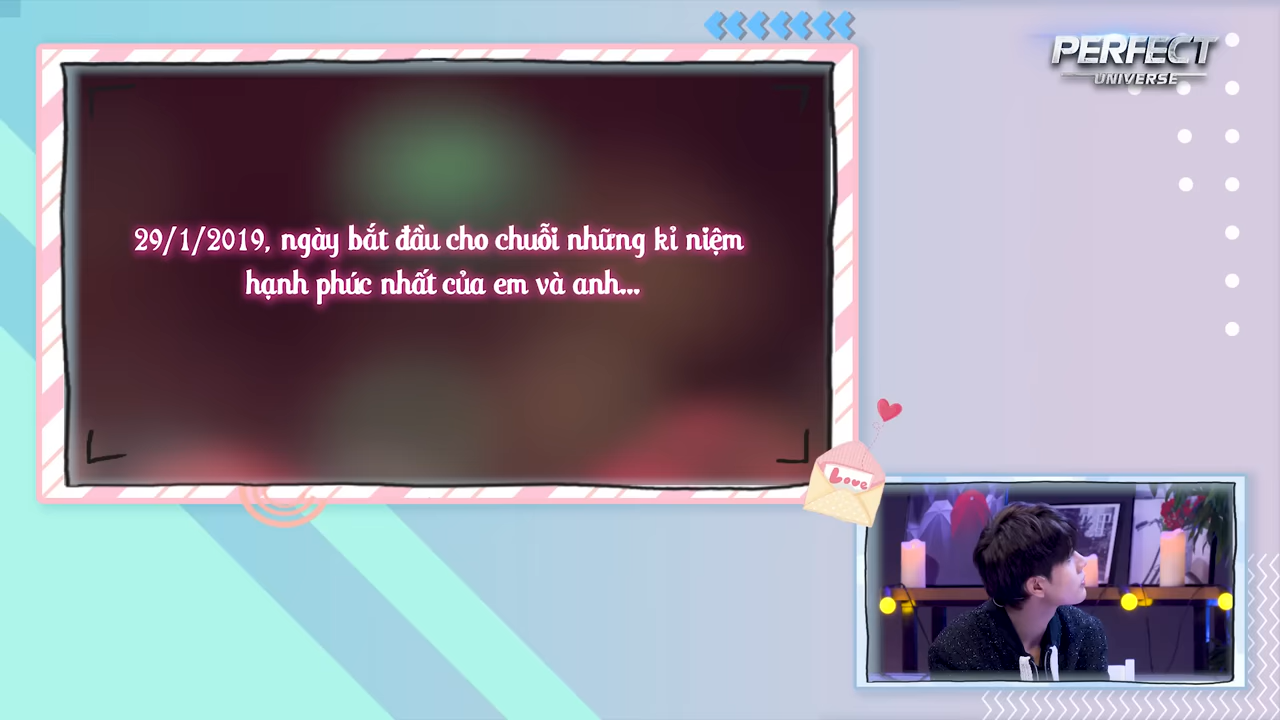 PERFECT
UNIVERSE
29/1/2019, ngày bắt đầu cho chuỗi những kỉ niệm
hạnh phúc nhất của em và anh...
Love